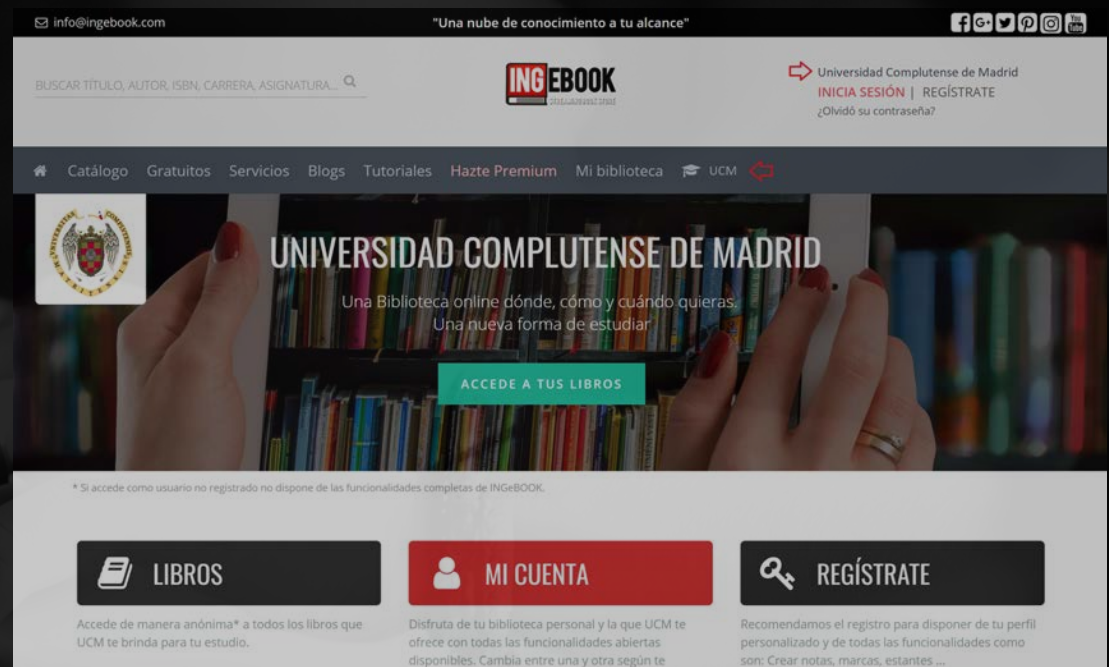 info@ingebook.com
"Una nube de conocimiento a tu alcance"
You
Tube
BUSCAR TÍTULO, AUTOR, ISBN, CARRERA, ASIGNATURA...
INGEBOOK
Universidad Complutense de Madrid
INICIA SESIÓN | REGÍSTRATE
¿Olvidó su contraseña?
Catálogo Gratuitos Servicios Blogs Tutoriales Hazte Premium Mi biblioteca UCM
UNIVERSIDAD COMPLUTENSE DE MADRID
Una Biblioteca online dónde, cómo y cuándo quieras.
Una nueva forma de estudiar
ACCEDE A TUS LIBROS
* Si accede como usuario no registrado no dispone de las funcionalidades completas de INGeBOOK.
LIBROS
Accede de manera anónima* a todos los libros que
UCM te brinda para tu estudio.
MI CUENTA
Disfruta de tu biblioteca personal y la que UCM te
ofrece con todas las funcionalidades abiertas
disponibles. Cambia entre una y otra según te
REGÍSTRATE
Recomendamos el registro para disponer de tu perfil
personalizado y de todas las funcionalidades como
son: Crear notas, marcas, estantes ...